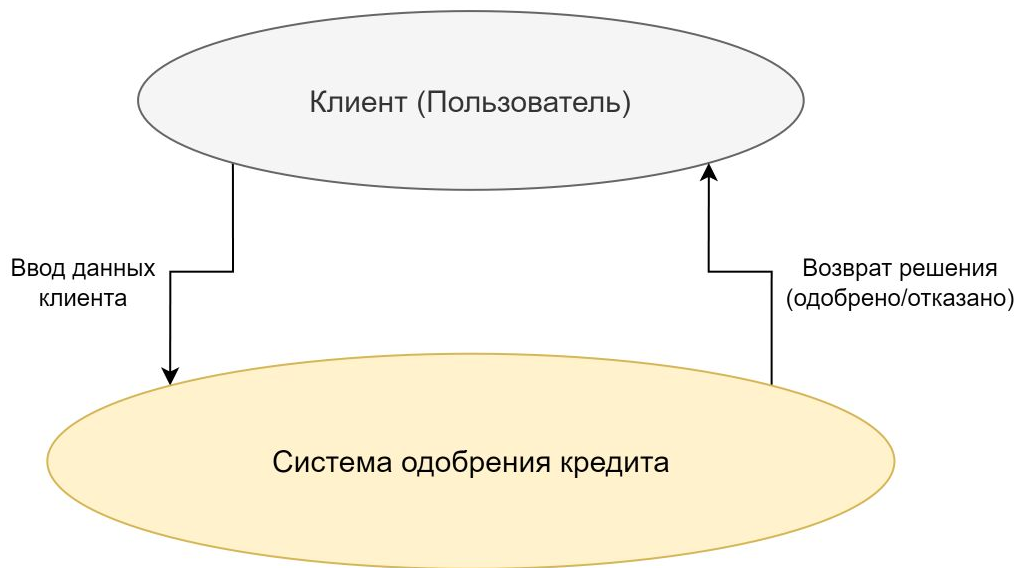 Клиент (Пользователь)
Ввод данных
клиента
Возврат решения
(одобрено/отказано)
Система одобрения кредита